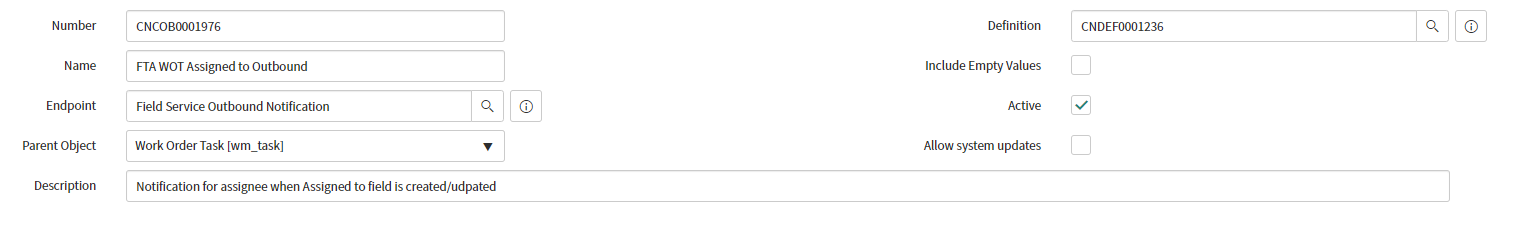 Number CNCOB0001976 Definition CNDEF0001236
Name FTA WOT Assigned to Outbound Include Empty Values
Endpoint Field Service Outbound Notification Active
Parent Object Work Order Task [wm_task] Allow system updates
Description Notification for assignee when Assigned to field is created/udpated